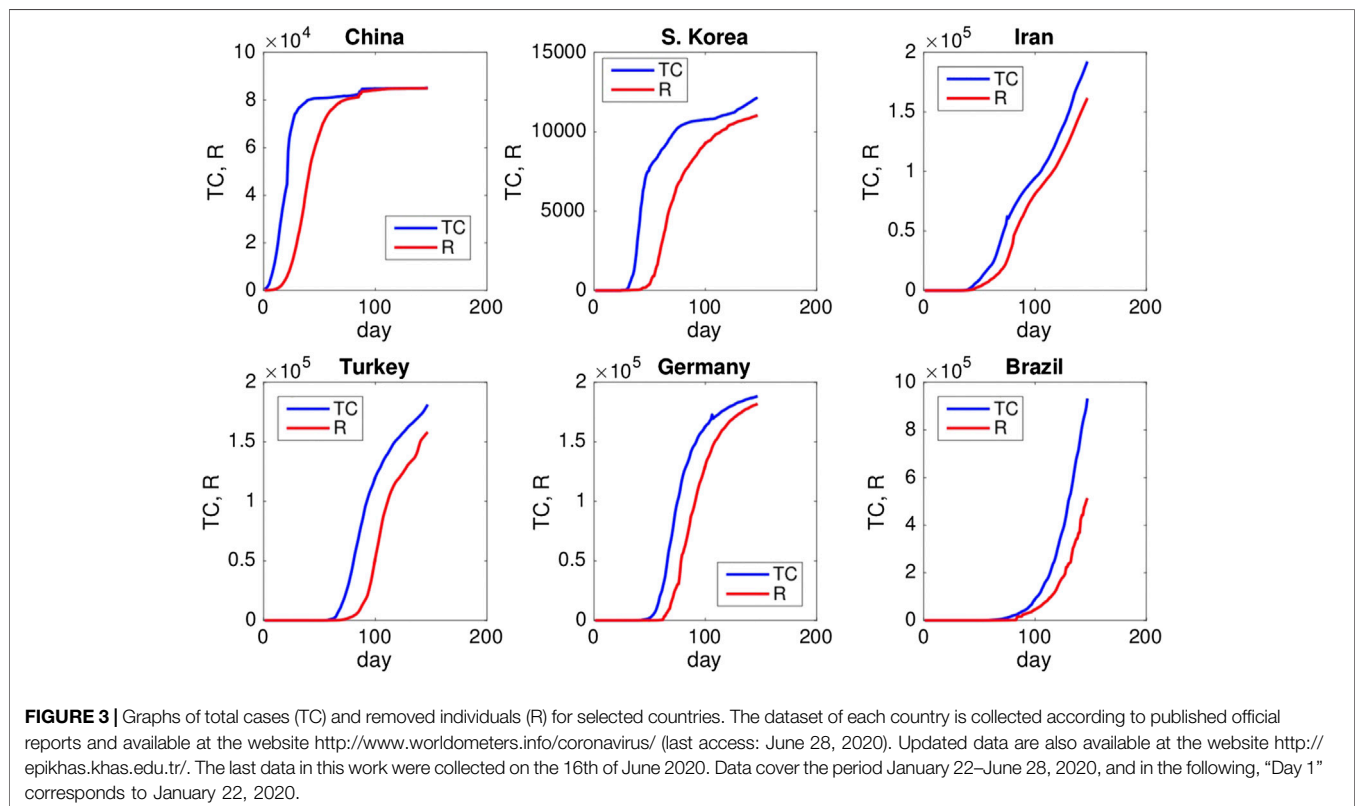 China
×10⁴
10
8
6
4
2
0
0 100 200
day
TC, R
TC
R
S. Korea
15000
10000
5000
0
0 100 200
day
TC, R
TC
R
Iran
×10⁵
2
1.5
1
0.5
0
0 100 200
day
TC, R
TC
R
Turkey
×10⁵
2
1.5
1
0.5
0
0 100 200
day
TC, R
TC
R
Germany
×10⁵
2
1.5
1
0.5
0
0 100 200
day
TC, R
TC
R
Brazil
×10⁵
10
8
6
4
2
0
0 100 200
day
TC, R
TC
R
FIGURE 3 | Graphs of total cases (TC) and removed individuals (R) for selected countries. The dataset of each country is collected according to published official
reports and available at the website http://www.worldometers.info/coronavirus/ (last access: June 28, 2020). Updated data are also available at the website http://
epikhas.khas.edu.tr/. The last data in this work were collected on the 16th of June 2020. Data cover the period January 22–June 28, 2020, and in the following, “Day 1”
corresponds to January 22, 2020.